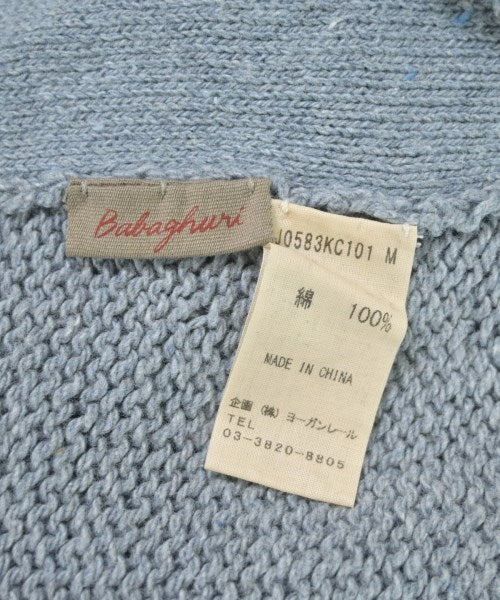 Babaghuri
J0583KC101 M
綿 100%
MADE IN CHINA
企画 (株) ヨーガンレール
TEL
03-3820-8805